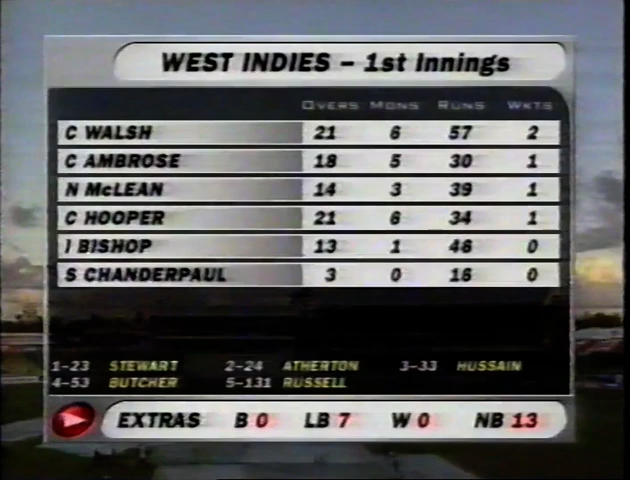 WEST INDIES – 1st Innings
OVERS MDNS RUNS WKTS
C WALSH 21 6 57 2
C AMBROSE 18 5 30 1
N McLEAN 14 3 39 1
C HOOPER 21 6 34 1
I BISHOP 13 1 46 0
S CHANDERPAUL 3 0 16 0
1-23 STEWART 2-24 ATHERTON 3-33 HUSSAIN
4-53 BUTCHER 5-131 RUSSELL
EXTRAS B 0 LB 7 W 0 NB 13